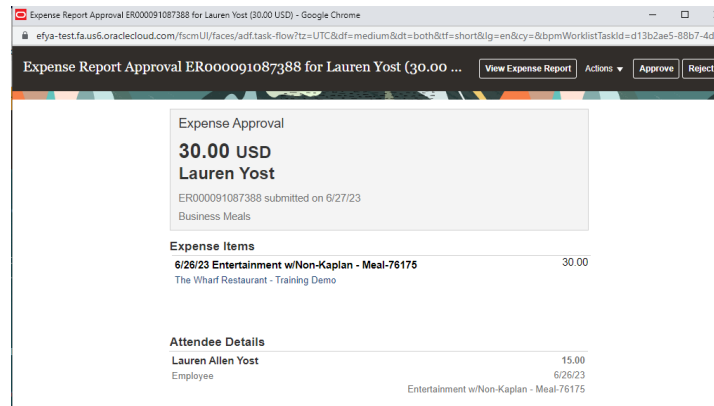 Expense Report Approval ER000091087388 for Lauren Yost (30.00 USD) - Google Chrome
efya-test.fa.us6.oraclecloud.com/fscmUI/faces/adf.task-flow?tz=UTC&df=medium&dt=both&tf=short&lg=en&cy=&bpmWorklistTaskId=d13b2ae5-88b7-4d
Expense Report Approval ER000091087388 for Lauren Yost (30.00 ...
View Expense Report
Actions
Approve
Reject
Expense Approval
30.00 USD
Lauren Yost
ER000091087388 submitted on 6/27/23
Business Meals
Expense Items
6/26/23 Entertainment w/Non-Kaplan - Meal-76175 30.00
The Wharf Restaurant - Training Demo
Attendee Details
Lauren Allen Yost 15.00
Employee 6/26/23
Entertainment w/Non-Kaplan - Meal-76175